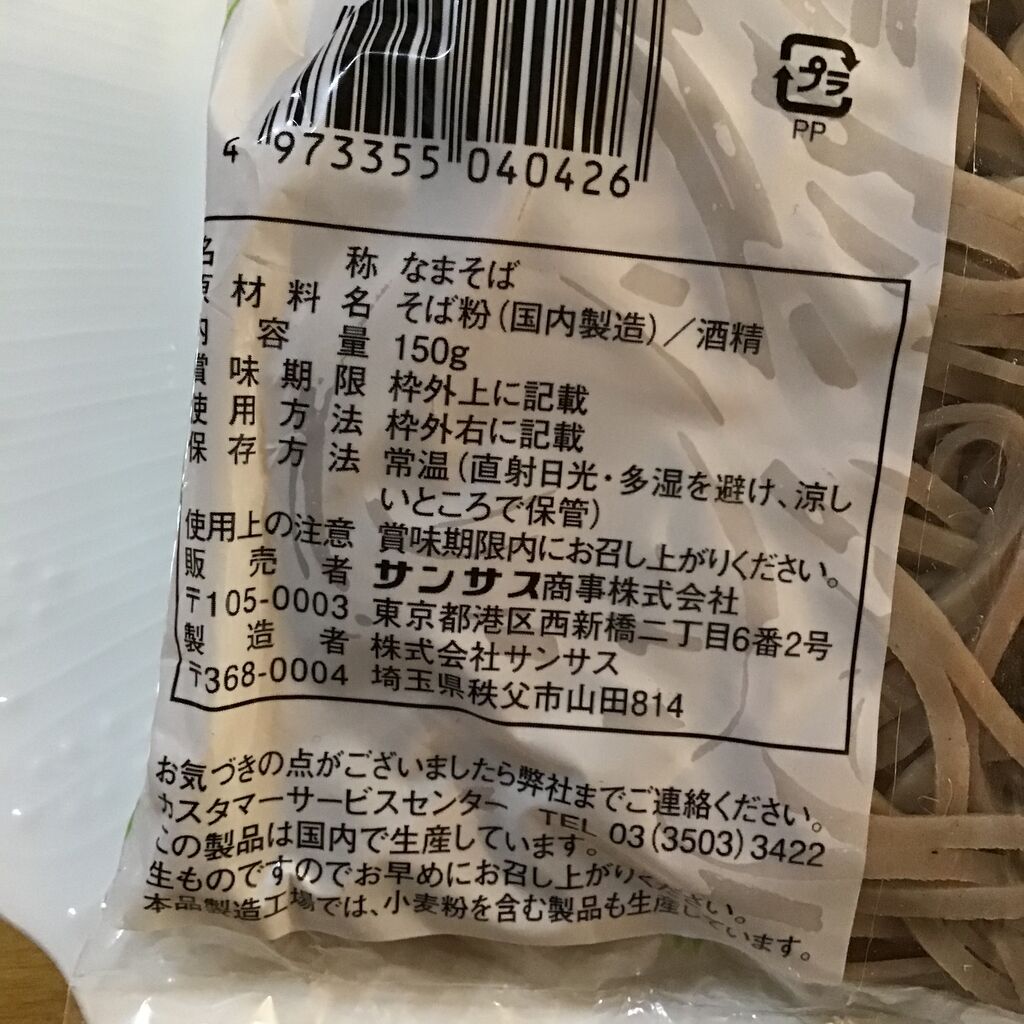 プラ
PP
4 973355 040426
名称 なまそば
原材料名 そば粉(国内製造)/酒精
内容量 150g
賞味期限 枠外上に記載
使用方法 枠外右に記載
保存方法 常温(直射日光・多湿を避け、涼し
いところで保管)
使用上の注意 賞味期限内にお召し上がりください。
販売者 サンサス商事株式会社
〒105-0003 東京都港区西新橋二丁目6番2号
製造者 株式会社サンサス
〒368-0004 埼玉県秩父市山田814
お気づきの点がございましたら弊社までご連絡ください。
カスタマーサービスセンター TEL 03(3503)3422
この製品は国内で生産しています。
生ものですのでお早めにお召し上がりください。
本品製造工場では、小麦粉を含む製品も生産しています。